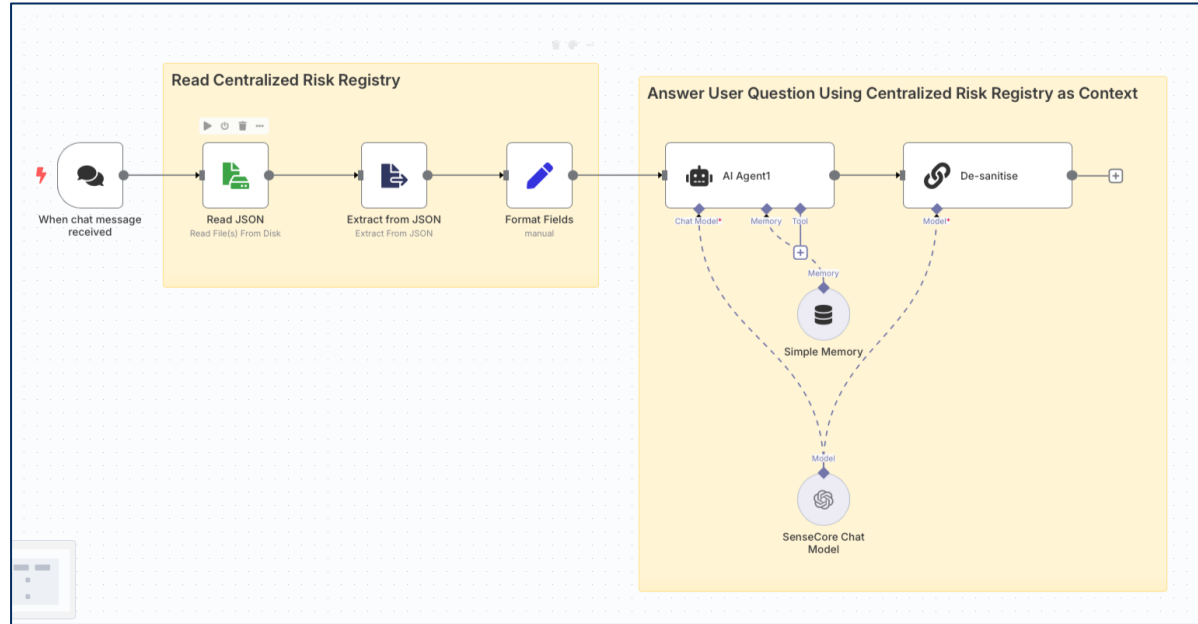 Read Centralized Risk Registry
Answer User Question Using Centralized Risk Registry as Context
When chat message
received
Read JSON
Read File(s) From Disk
Extract from JSON
Extract From JSON
Format Fields
manual
AI Agent1
De-sanitise
Chat Model*
Memory
Tool
Model*
Memory
Simple Memory
Model
SenseCore Chat
Model